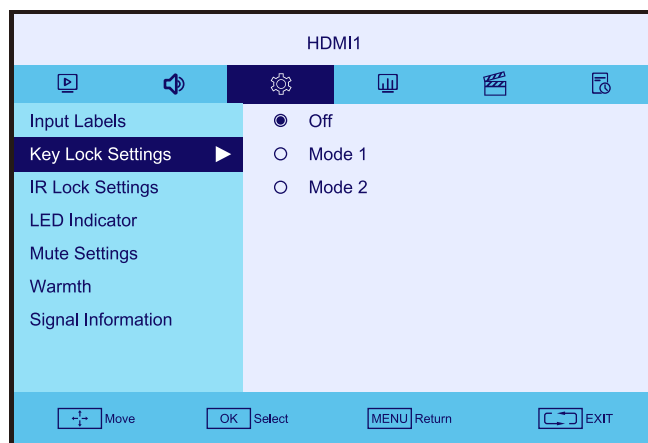 HDMI1
Input Labels
Off
Key Lock Settings
Mode 1
IR Lock Settings
Mode 2
LED Indicator
Mute Settings
Warmth
Signal Information
Move OK Select MENU Return EXIT